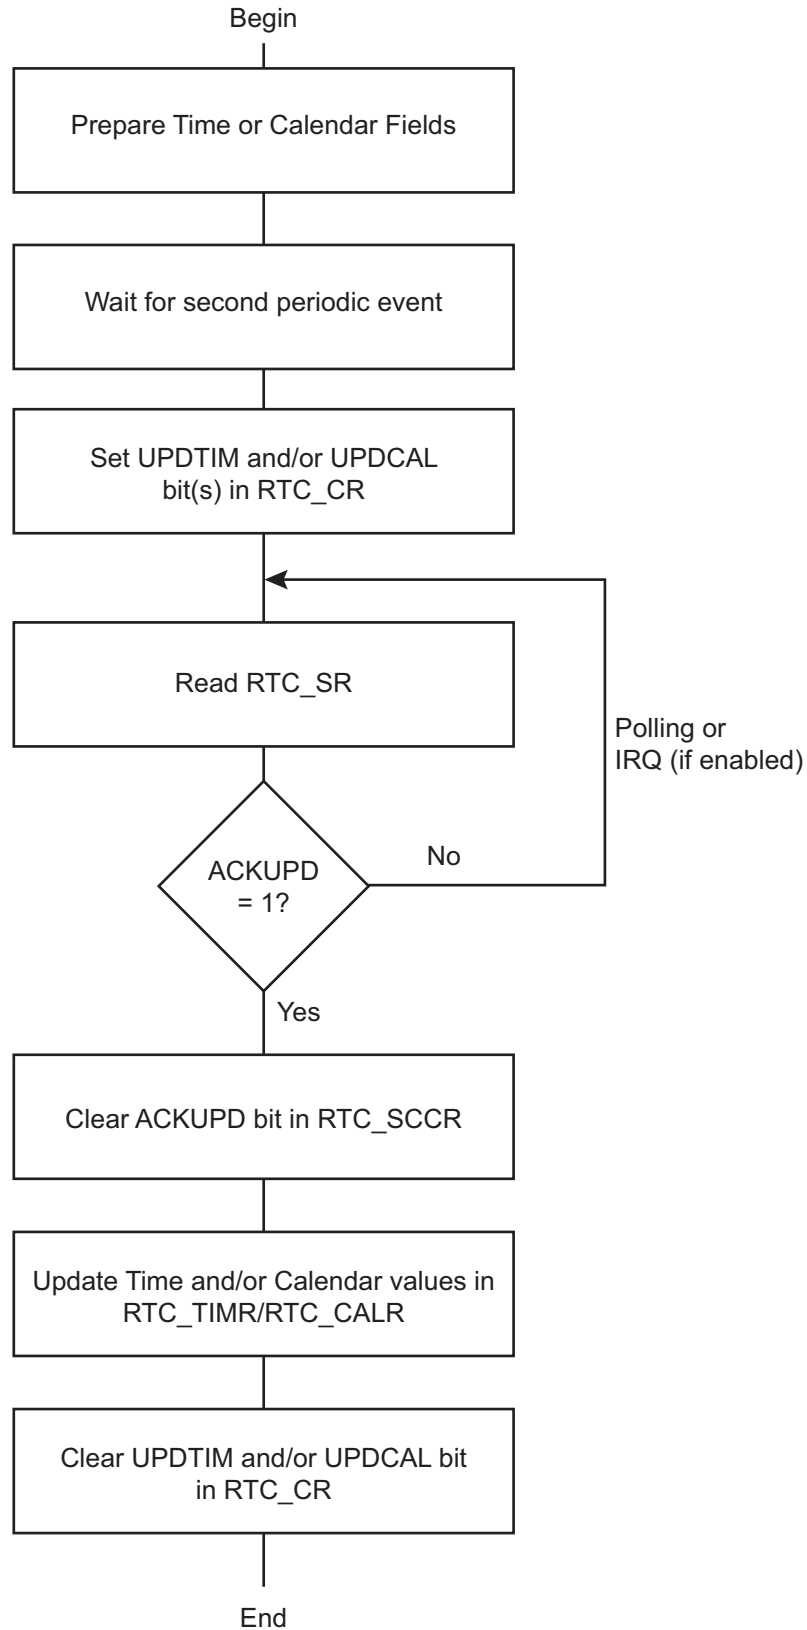 Begin
Prepare Time or Calendar Fields
Wait for second periodic event
Set UPDTIM and/or UPDCAL
bit(s) in RTC_CR
Read RTC_SR
Polling or
IRQ (if enabled)
No
ACKUPD
= 1?
Yes
Clear ACKUPD bit in RTC_SCCR
Update Time and/or Calendar values in
RTC_TIMR/RTC_CALR
Clear UPDTIM and/or UPDCAL bit
in RTC_CR
End